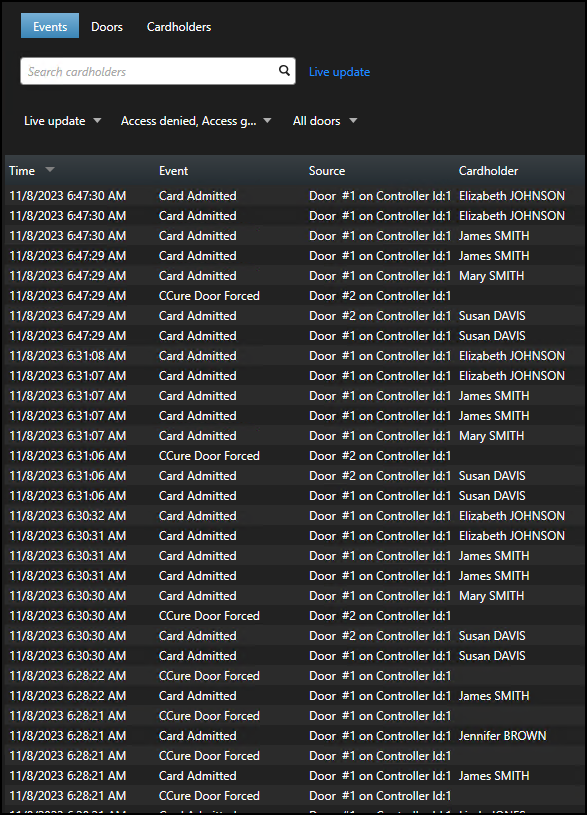 Events Doors Cardholders
Search cardholders Live update
Live update Access denied, Access g... All doors
Time Event Source Cardholder
11/8/2023 6:47:30 AM Card Admitted Door #1 on Controller Id:1 Elizabeth JOHNSON
11/8/2023 6:47:30 AM Card Admitted Door #1 on Controller Id:1 Elizabeth JOHNSON
11/8/2023 6:47:30 AM Card Admitted Door #1 on Controller Id:1 James SMITH
11/8/2023 6:47:29 AM Card Admitted Door #1 on Controller Id:1 James SMITH
11/8/2023 6:47:29 AM Card Admitted Door #1 on Controller Id:1 Mary SMITH
11/8/2023 6:47:29 AM CCure Door Forced Door #2 on Controller Id:1
11/8/2023 6:47:29 AM Card Admitted Door #2 on Controller Id:1 Susan DAVIS
11/8/2023 6:47:29 AM Card Admitted Door #1 on Controller Id:1 Susan DAVIS
11/8/2023 6:31:08 AM Card Admitted Door #1 on Controller Id:1 Elizabeth JOHNSON
11/8/2023 6:31:07 AM Card Admitted Door #1 on Controller Id:1 Elizabeth JOHNSON
11/8/2023 6:31:07 AM Card Admitted Door #1 on Controller Id:1 James SMITH
11/8/2023 6:31:07 AM Card Admitted Door #1 on Controller Id:1 James SMITH
11/8/2023 6:31:07 AM Card Admitted Door #1 on Controller Id:1 Mary SMITH
11/8/2023 6:31:06 AM CCure Door Forced Door #2 on Controller Id:1
11/8/2023 6:31:06 AM Card Admitted Door #2 on Controller Id:1 Susan DAVIS
11/8/2023 6:31:06 AM Card Admitted Door #1 on Controller Id:1 Susan DAVIS
11/8/2023 6:30:32 AM Card Admitted Door #1 on Controller Id:1 Elizabeth JOHNSON
11/8/2023 6:30:31 AM Card Admitted Door #1 on Controller Id:1 Elizabeth JOHNSON
11/8/2023 6:30:31 AM Card Admitted Door #1 on Controller Id:1 James SMITH
11/8/2023 6:30:31 AM Card Admitted Door #1 on Controller Id:1 James SMITH
11/8/2023 6:30:30 AM Card Admitted Door #1 on Controller Id:1 Mary SMITH
11/8/2023 6:30:30 AM CCure Door Forced Door #2 on Controller Id:1
11/8/2023 6:30:30 AM Card Admitted Door #2 on Controller Id:1 Susan DAVIS
11/8/2023 6:30:30 AM Card Admitted Door #1 on Controller Id:1 Susan DAVIS
11/8/2023 6:28:22 AM CCure Door Forced Door #1 on Controller Id:1
11/8/2023 6:28:22 AM Card Admitted Door #1 on Controller Id:1 James SMITH
11/8/2023 6:28:21 AM CCure Door Forced Door #1 on Controller Id:1
11/8/2023 6:28:21 AM Card Admitted Door #1 on Controller Id:1 Jennifer BROWN
11/8/2023 6:28:21 AM CCure Door Forced Door #1 on Controller Id:1
11/8/2023 6:28:21 AM Card Admitted Door #1 on Controller Id:1 James SMITH
11/8/2023 6:28:21 AM CCure Door Forced Door #1 on Controller Id:1